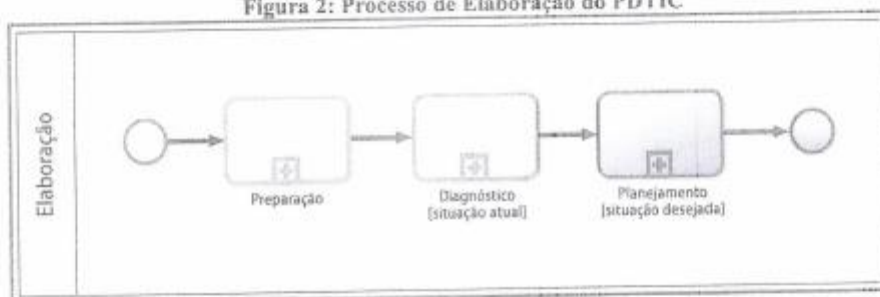 Figura 2: Processo de Elaboração do PDTIC
Elaboração
Preparação
Diagnóstico
[situação atual]
Planejamento
[situação desejada]